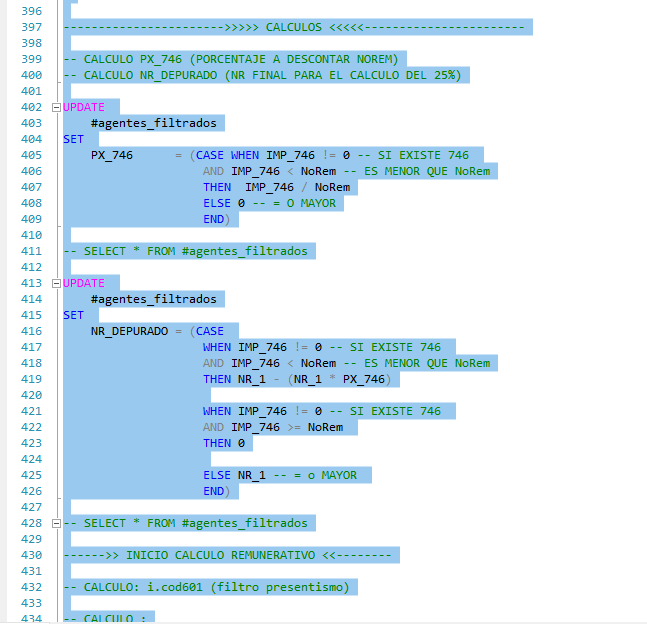 396
397 ----------------------->>>>> CALCULOS <<<<<-----------------------
398
399 -- CALCULO PX_746 (PORCENTAJE A DESCONTAR NOREM)
400 -- CALCULO NR_DEPURADO (NR FINAL PARA EL CALCULO DEL 25%)
401
402 UPDATE
403 #agentes_filtrados
404 SET
405 PX_746 = (CASE WHEN IMP_746 != 0 -- SI EXISTE 746
406 AND IMP_746 < NoRem -- ES MENOR QUE NoRem
407 THEN IMP_746 / NoRem
408 ELSE 0 -- = O MAYOR
409 END)
410
411 -- SELECT * FROM #agentes_filtrados
412
413 UPDATE
414 #agentes_filtrados
415 SET
416 NR_DEPURADO = (CASE
417 WHEN IMP_746 != 0 -- SI EXISTE 746
418 AND IMP_746 < NoRem -- ES MENOR QUE NoRem
419 THEN NR_1 - (NR_1 * PX_746)
420
421 WHEN IMP_746 != 0 -- SI EXISTE 746
422 AND IMP_746 >= NoRem
423 THEN 0
424
425 ELSE NR_1 -- = o MAYOR
426 END)
427
428 -- SELECT * FROM #agentes_filtrados
429
430 ------>> INICIO CALCULO REMUNERATIVO <<--------
431
432 -- CALCULO: i.cod601 (filtro presentismo)
433
434 -- CALCULO :